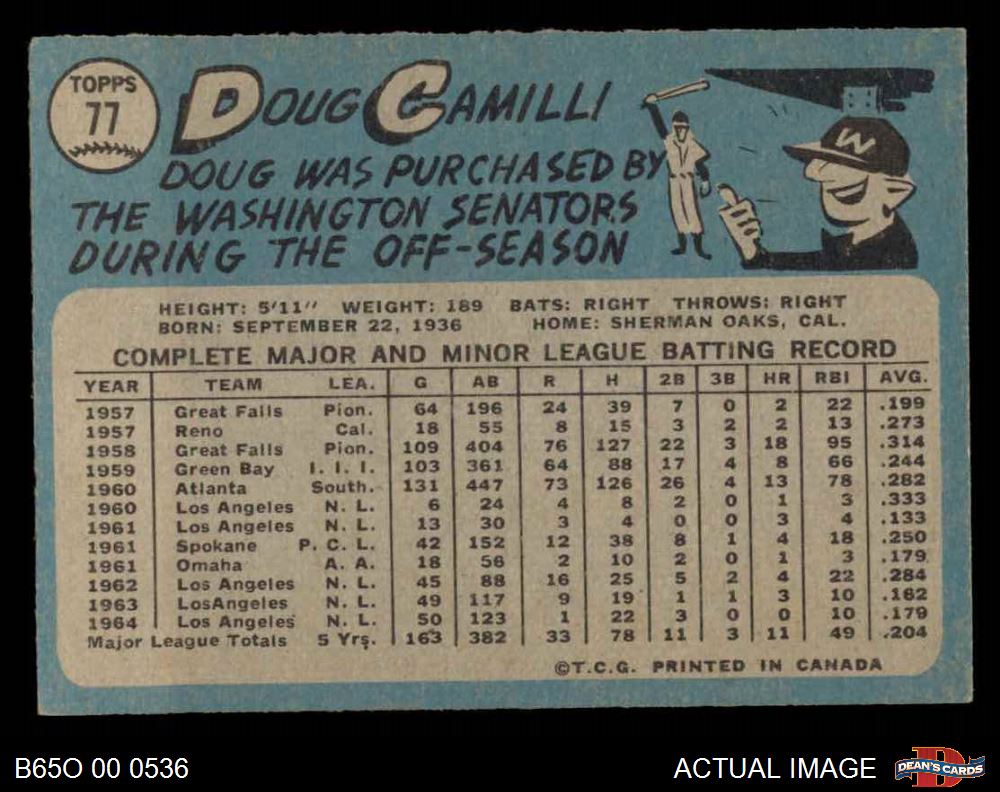 TOPPS
77
DOUG CAMILLI
DOUG WAS PURCHASED BY
THE WASHINGTON SENATORS
DURING THE OFF-SEASON
W
HEIGHT: 5'11" WEIGHT: 189 BATS: RIGHT THROWS: RIGHT
BORN: SEPTEMBER 22, 1936 HOME: SHERMAN OAKS, CAL.
COMPLETE MAJOR AND MINOR LEAGUE BATTING RECORD
YEAR TEAM LEA. G AB R H 2B 3B HR RBI AVG.
1957 Great Falls Pion. 64 196 24 39 7 0 2 22 .199
1957 Reno Cal. 18 55 8 15 3 2 2 13 .273
1958 Great Falls Pion. 109 404 76 127 22 3 18 95 .314
1959 Green Bay I. I. I. 103 361 64 88 17 4 8 66 .244
1960 Atlanta South. 131 447 73 126 26 4 13 78 .282
1960 Los Angeles N. L. 6 24 4 8 2 0 1 3 .333
1961 Los Angeles N. L. 13 30 3 4 0 0 3 4 .133
1961 Spokane P. C. L. 42 152 12 38 8 1 4 18 .250
1961 Omaha A. A. 18 56 2 10 2 0 1 3 .179
1962 Los Angeles N. L. 45 88 16 25 5 2 4 22 .284
1963 LosAngeles N. L. 49 117 9 19 1 1 3 10 .162
1964 Los Angeles N. L. 50 123 1 22 3 0 0 10 .179
Major League Totals 5 Yrs. 163 382 33 78 11 3 11 49 .204
©T.C.G. PRINTED IN CANADA
B65O 00 0536
ACTUAL IMAGE
D
DEAN'S CARDS